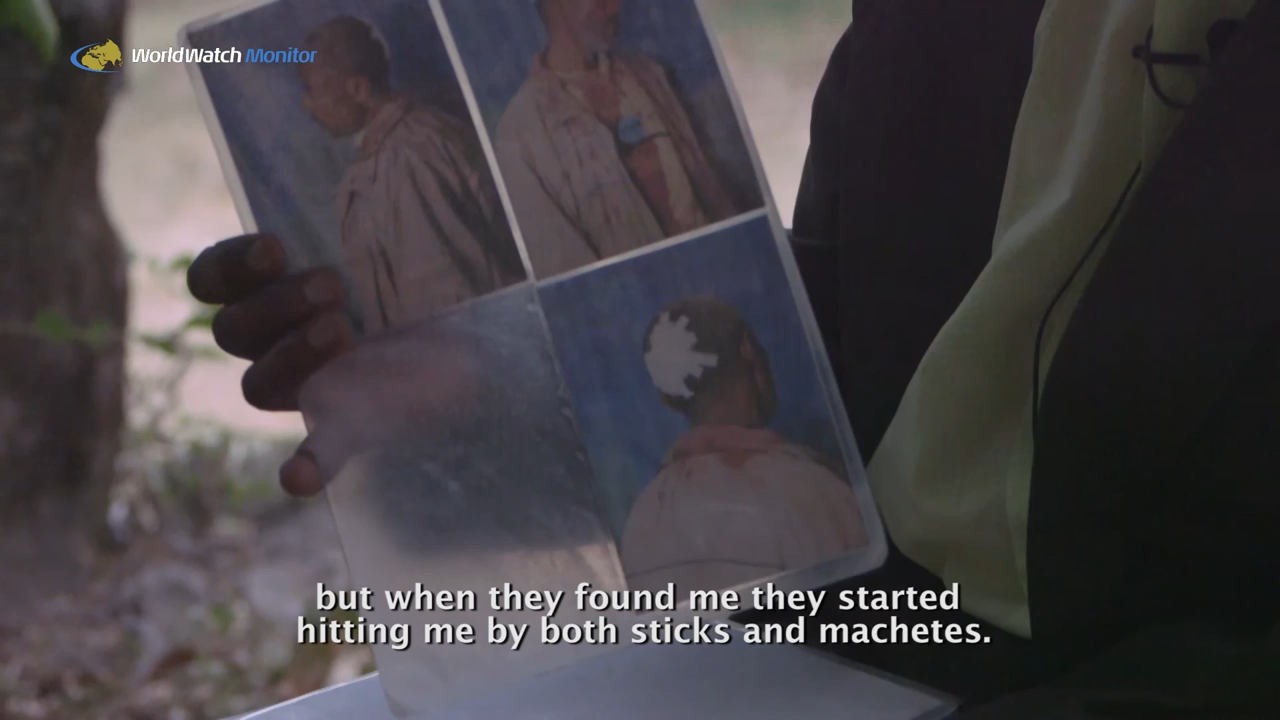 WorldWatch Monitor
but when they found me they started
hitting me by both sticks and machetes.